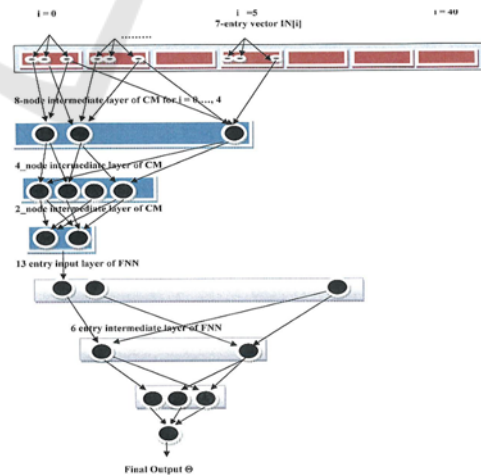 i = 0 i =5 i = 40
7-entry vector IN[i]
8-node intermediate layer of CM for i = 0,..., 4
4_node intermediate layer of CM
2_node intermediate layer of CM
13 entry input layer of FNN
6 entry intermediate layer of FNN
Final Output Θ